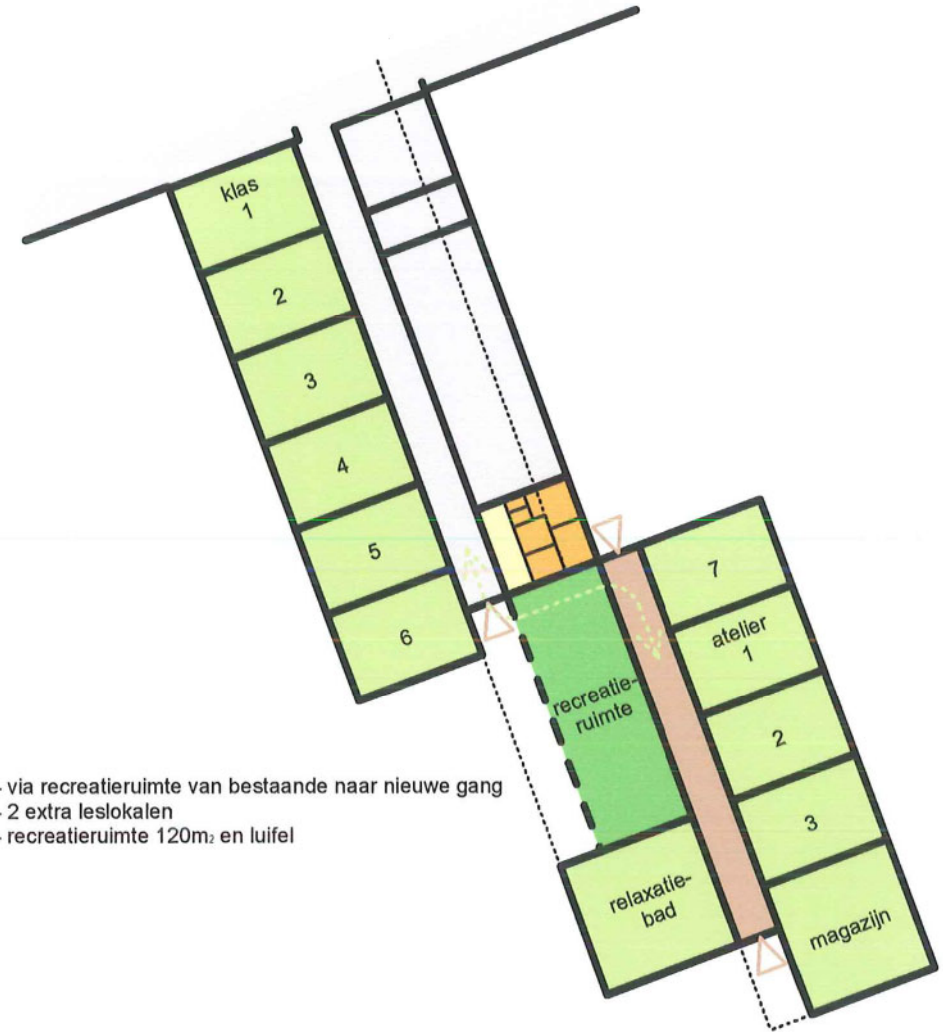 klas
1
2
3
4
5
6
7
atelier
1
2
3
magazijn
recreatie-
ruimte
relaxatie-
bad
- via recreatieruimte van bestaande naar nieuwe gang
- 2 extra leslokalen
- recreatieruimte 120m₂ en luifel